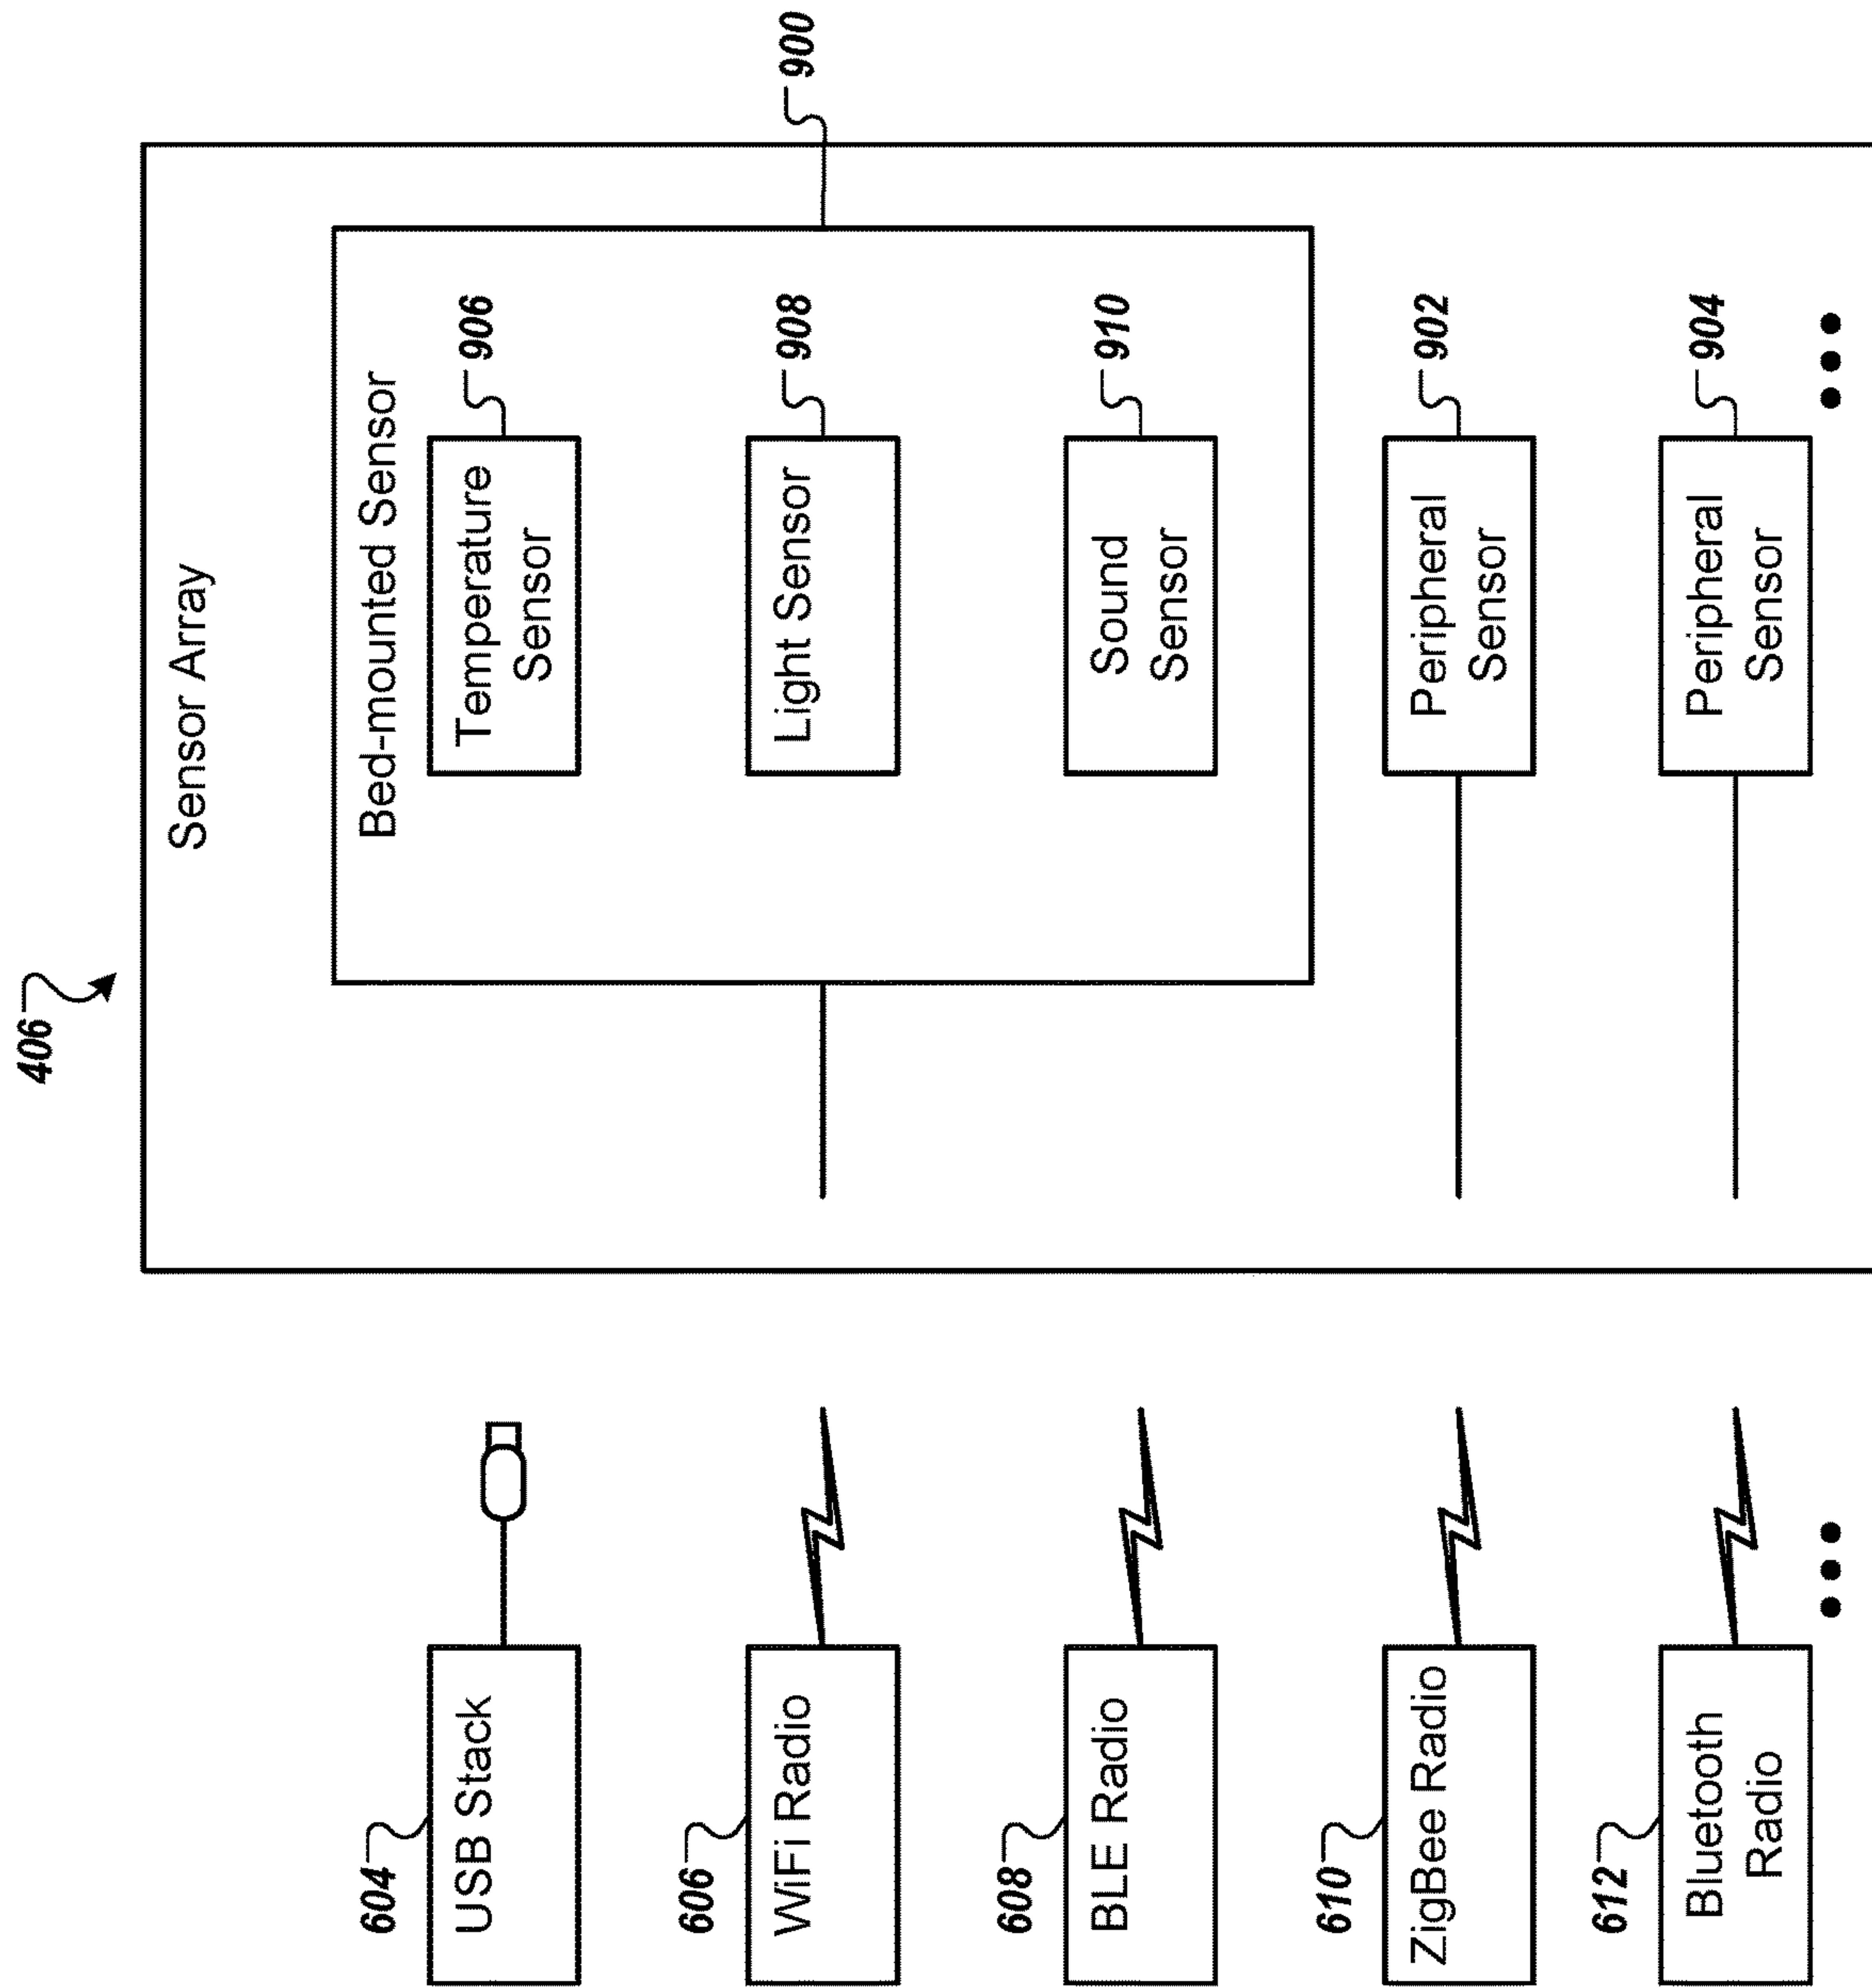 406
Sensor Array
900
Bed-mounted Sensor
604
USB Stack
Temperature
Sensor
906
606
WiFi Radio
Light Sensor
908
608
BLE Radio
Sound
Sensor
910
610
ZigBee Radio
Peripheral
Sensor
902
612
Bluetooth
Radio
Peripheral
Sensor
904